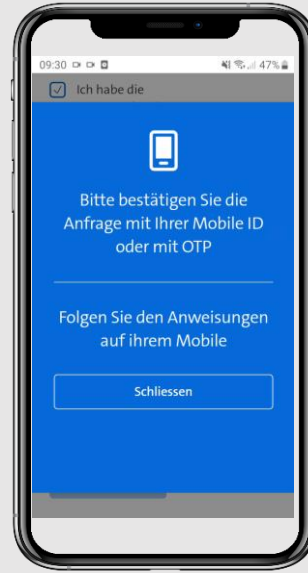 09:30 47%
Ich habe die
Bitte bestätigen Sie die
Anfrage mit Ihrer Mobile ID
oder mit OTP
Folgen Sie den Anweisungen
auf ihrem Mobile
Schliessen